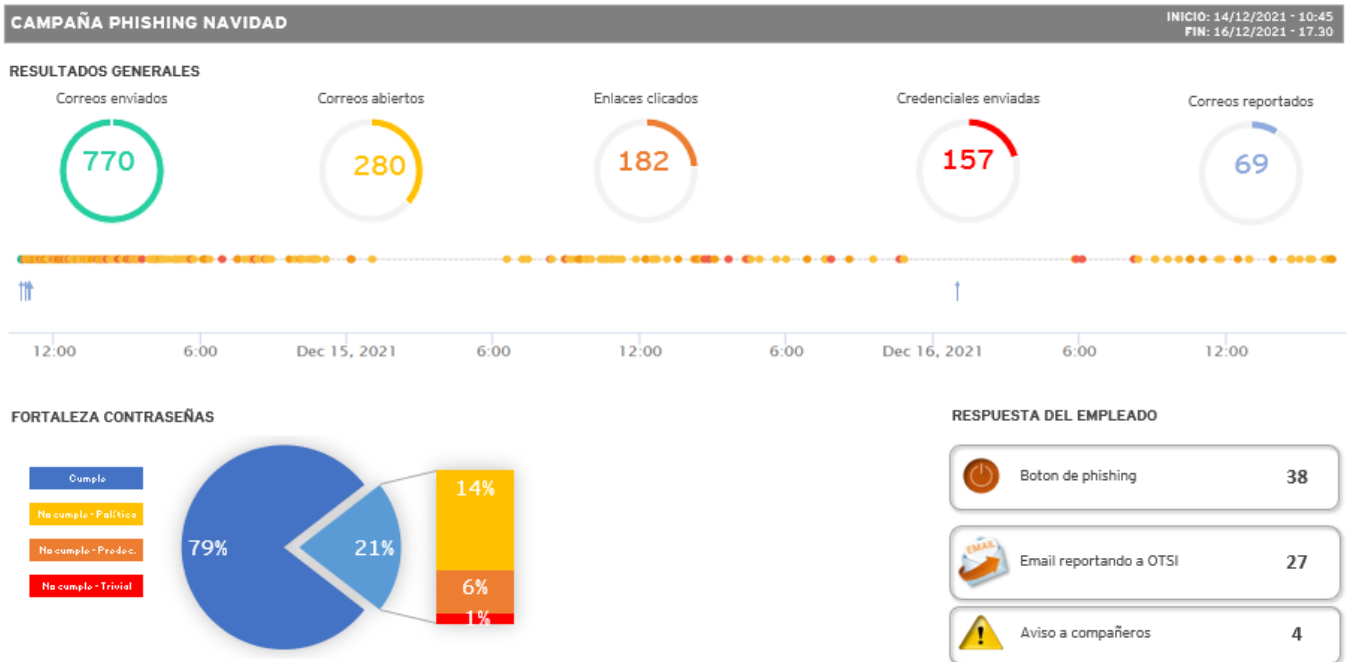 CAMPAÑA PHISHING NAVIDAD
INICIO: 14/12/2021 - 10:45
FIN: 16/12/2021 - 17.30
RESULTADOS GENERALES
Correos enviados
Correos abiertos
Enlaces clicados
Credenciales enviadas
Correos reportados
770
280
182
157
69
12:00
6:00
Dec 15, 2021
6:00
12:00
6:00
Dec 16, 2021
6:00
12:00
FORTALEZA CONTRASEÑAS
Cumple
No cumple - Política
No cumple - Predec.
No cumple - Trivial
79%
21%
14%
6%
1%
RESPUESTA DEL EMPLEADO
Boton de phishing
38
EMAIL
Email reportando a OTSI
27
Aviso a compañeros
4